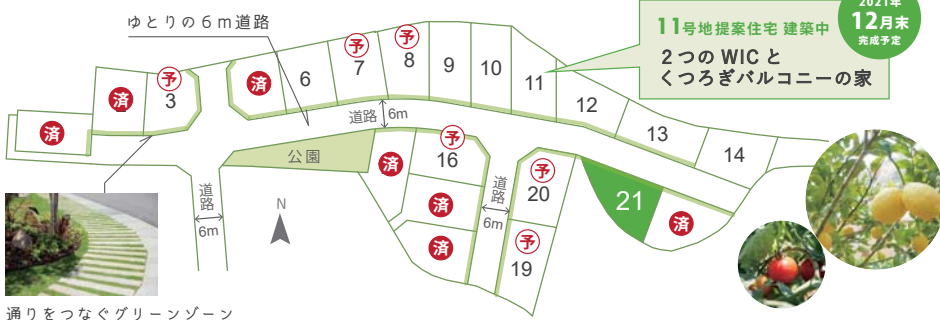 ゆとりの6m道路
11号地提案住宅 建築中
2つのWICと
くつろぎバルコニーの家
2021年
12月末
完成予定
済
済
予
3
済
6
予
7
予
8
9
10
11
12
13
14
道路
6m
公園
済
予
16
済
済
道路
6m
予
20
予
19
21
済
道路
6m
N
通りをつなぐグリーンゾーン